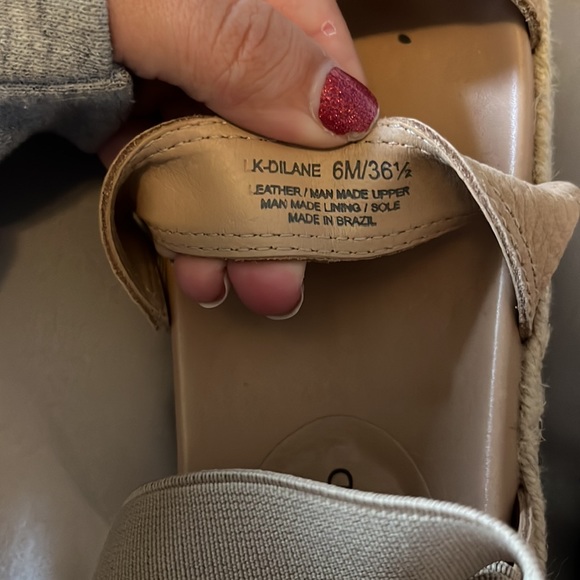 LK-DILANE 6M/36½
LEATHER / MAN MADE UPPER
MAN MADE LINING / SOLE
MADE IN BRAZIL